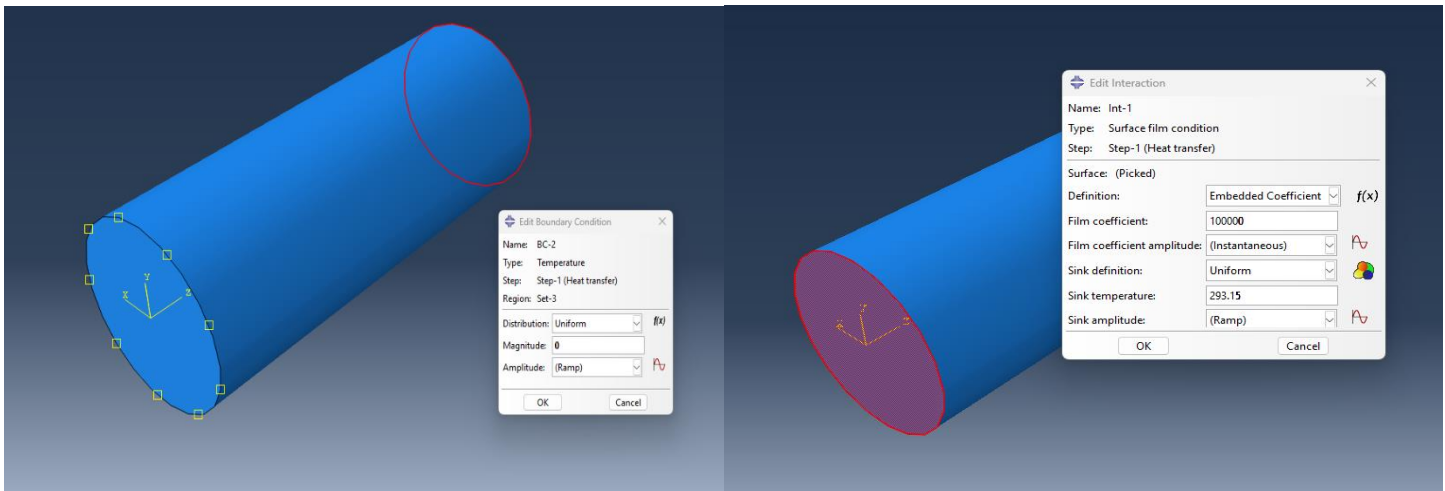 Edit Boundary Condition
Name: BC-2
Type: Temperature
Step: Step-1 (Heat transfer)
Region: Set-3
Distribution: Uniform f(x)
Magnitude: 0
Amplitude: (Ramp)
OK Cancel
Y
X Z
Edit Interaction
Name: Int-1
Type: Surface film condition
Step: Step-1 (Heat transfer)
Surface: (Picked)
Definition: Embedded Coefficient f(x)
Film coefficient: 100000
Film coefficient amplitude: (Instantaneous)
Sink definition: Uniform
Sink temperature: 293.15
Sink amplitude: (Ramp)
OK Cancel